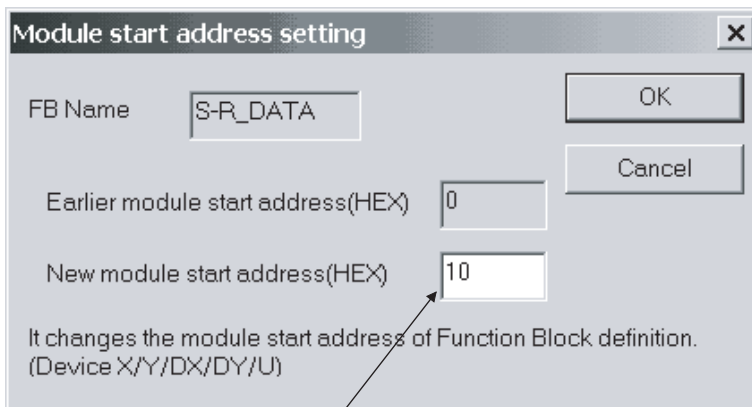 Module start address setting
FB Name
S-R_DATA
OK
Cancel
Earlier module start address(HEX)
0
New module start address(HEX)
10
It changes the module start address of Function Block definition.
(Device X/Y/DX/DY/U)